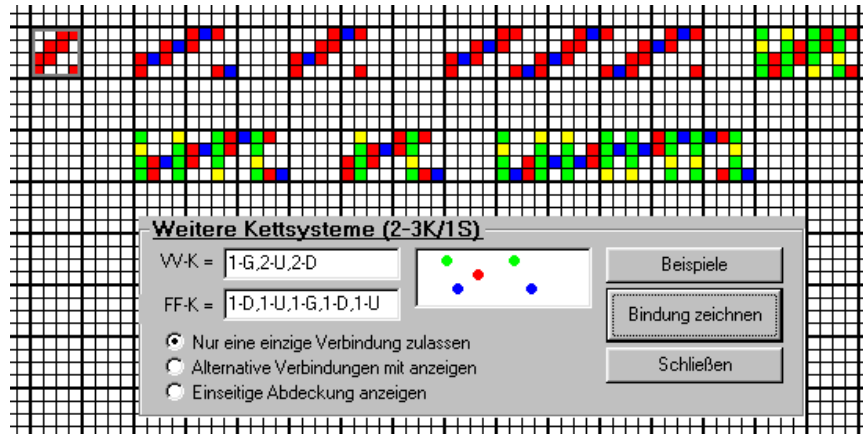 Weitere Kettsysteme (2-3K/1S)
VV-K = 1-G,2-U,2-D
FF-K = 1-D,1-U,1-G,1-D,1-U
Nur eine einzige Verbindung zulassen
Alternative Verbindungen mit anzeigen
Einseitige Abdeckung anzeigen
Beispiele
Bindung zeichnen
Schließen